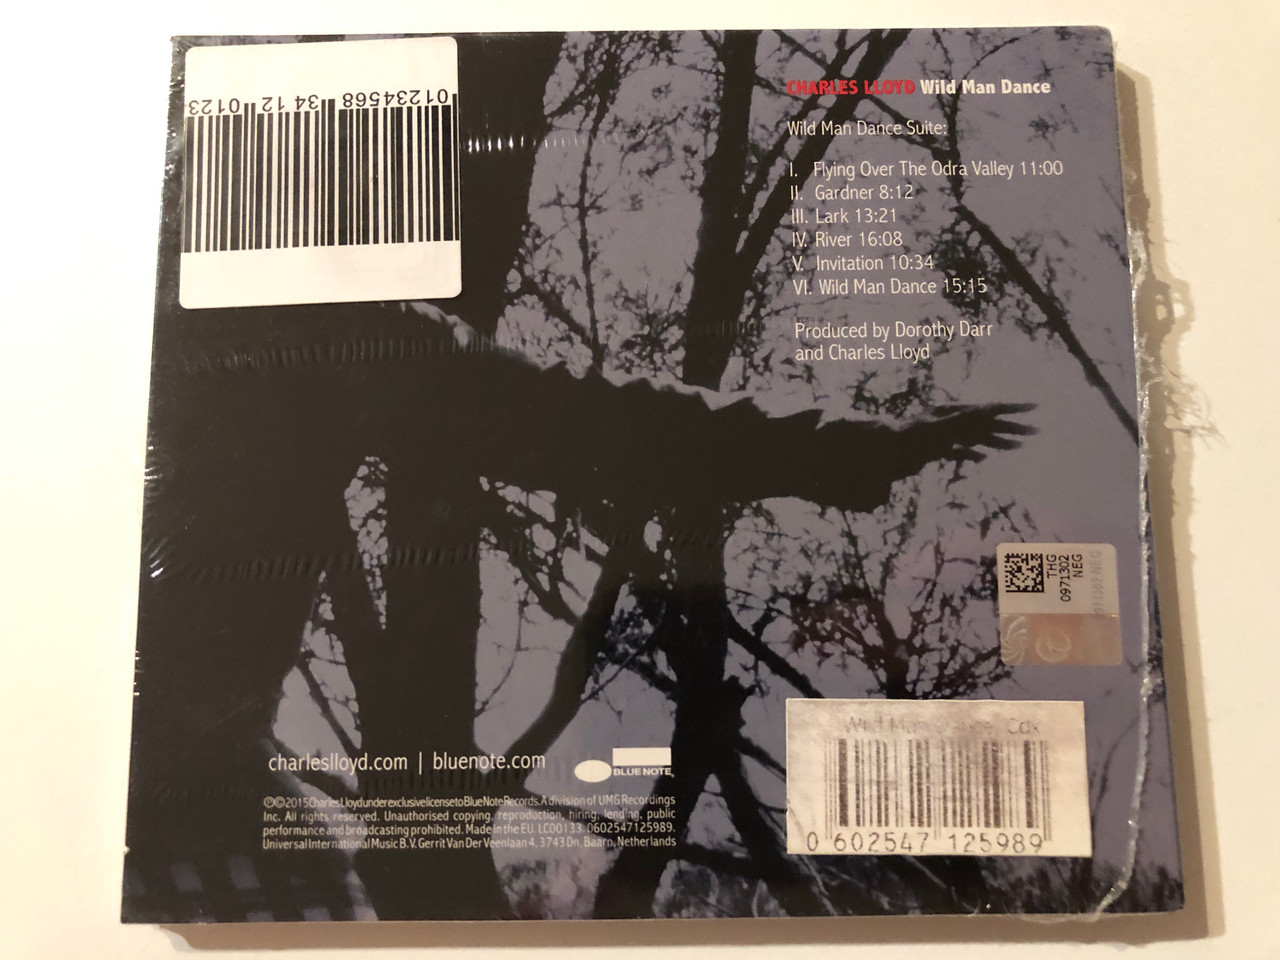 01234568 34 12 0123
CHARLES LLOYD Wild Man Dance
Wild Man Dance Suite:
I. Flying Over The Odra Valley 11:00
II. Gardner 8:12
III. Lark 13:21
IV. River 16:08
V. Invitation 10:34
VI. Wild Man Dance 15:15
Produced by Dorothy Darr
and Charles Lloyd
THG
0971302
NEG
Wild Man Dance Cdx
0 602547 125989
charleslloyd.com | bluenote.com
BLUE NOTE
℗©2015 Charles Lloyd under exclusive license to Blue Note Records. A division of UMG Recordings
Inc. All rights reserved. Unauthorised copying, reproduction, hiring, lending, public
performance and broadcasting prohibited. Made in the EU. LC00133. 0602547125989.
Universal International Music B.V. Gerrit Van Der Veenlaan 4. 3743 Dn. Baarn, Netherlands